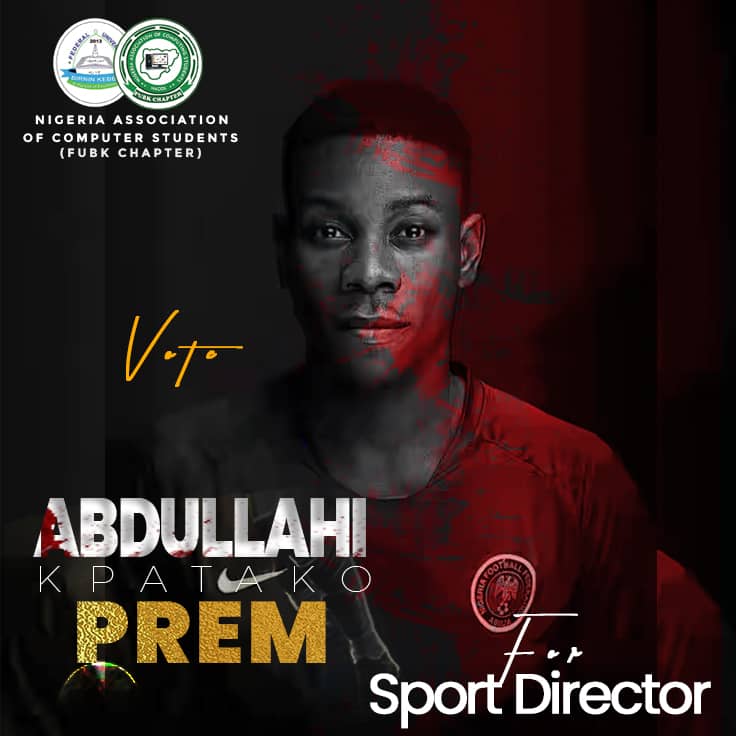 NIGERIA ASSOCIATION
OF COMPUTER STUDENTS
(FUBK CHAPTER)
Vote
ABDULLAHI
KPATAKO
PREM
For
Sport Director